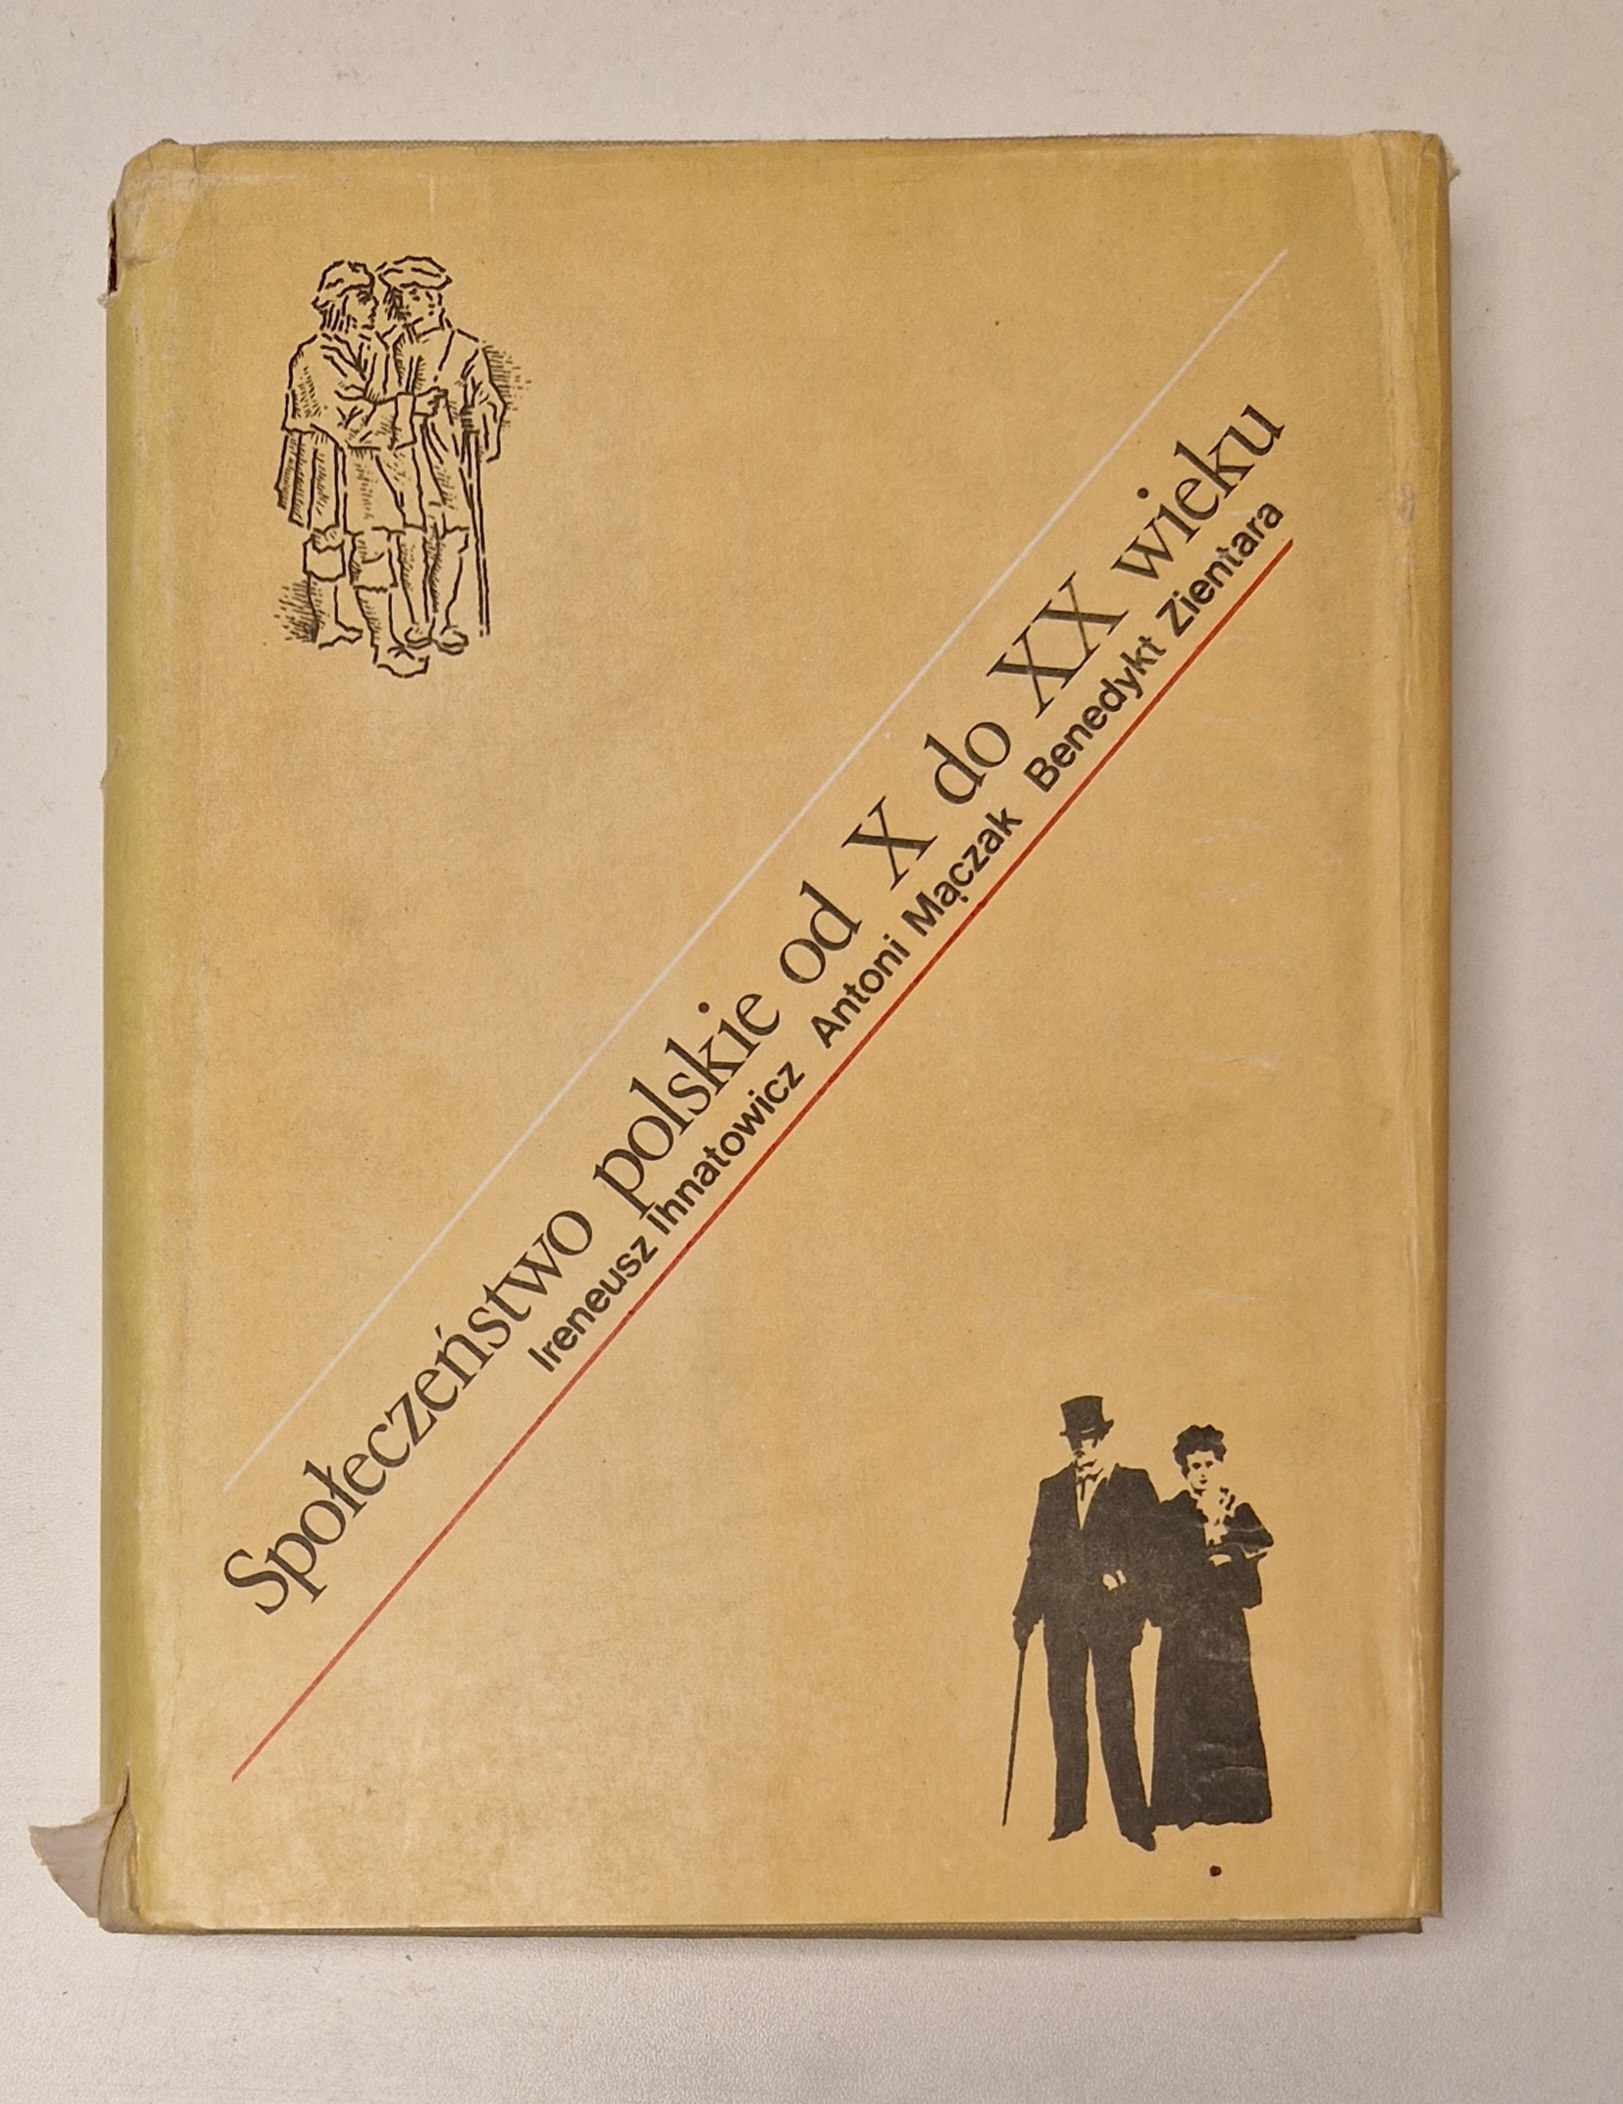 Społeczeństwo polskie od X do XX wieku
Ireneusz Ihnatowicz Antoni Mączak Benedykt Zientara